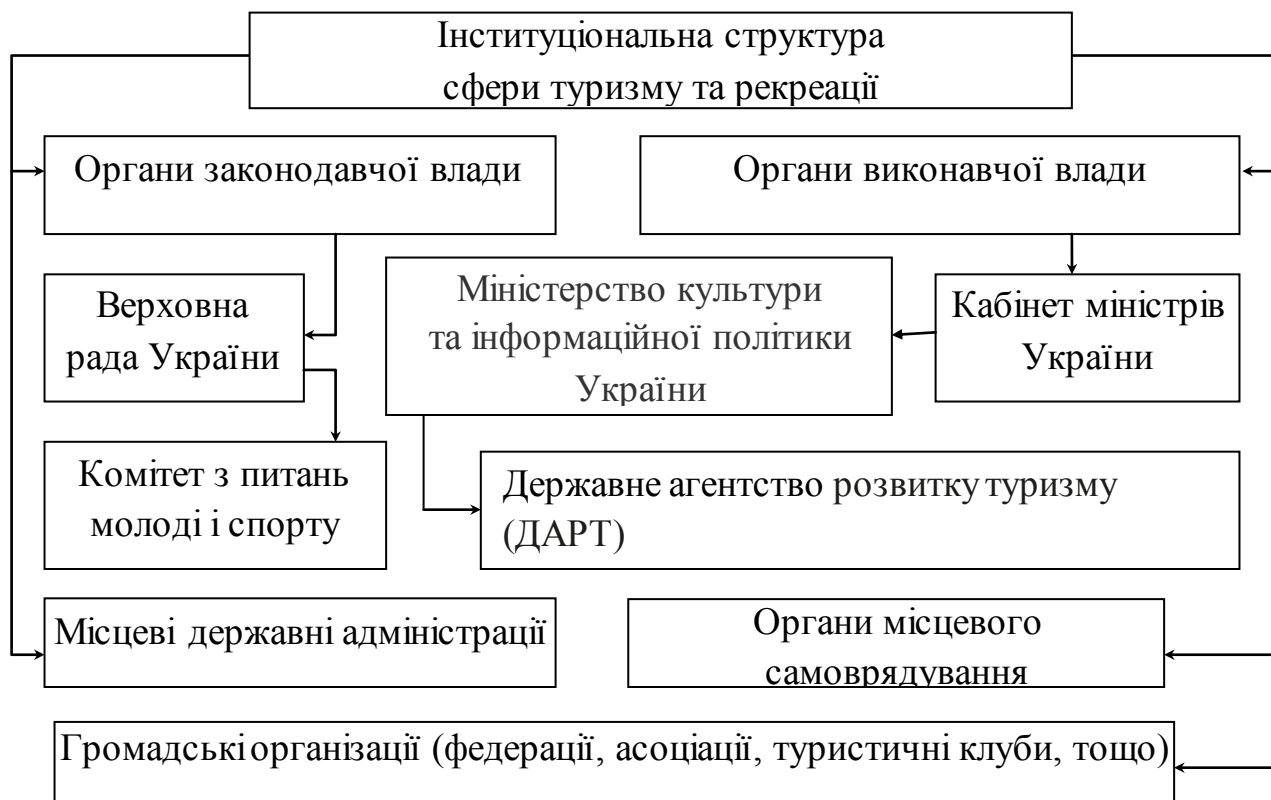 Інституціональна структура
сфери туризму та рекреації
Органи законодавчої влади
Органи виконавчої влади
Верховна
рада України
Міністерство культури
та інформаційної політики
України
Кабінет міністрів
України
Комітет з питань
молоді і спорту
Державне агентство розвитку туризму
(ДАРТ)
Місцеві державні адміністрації
Органи місцевого
самоврядування
Громадські організації (федерації, асоціації, туристичні клуби, тощо)